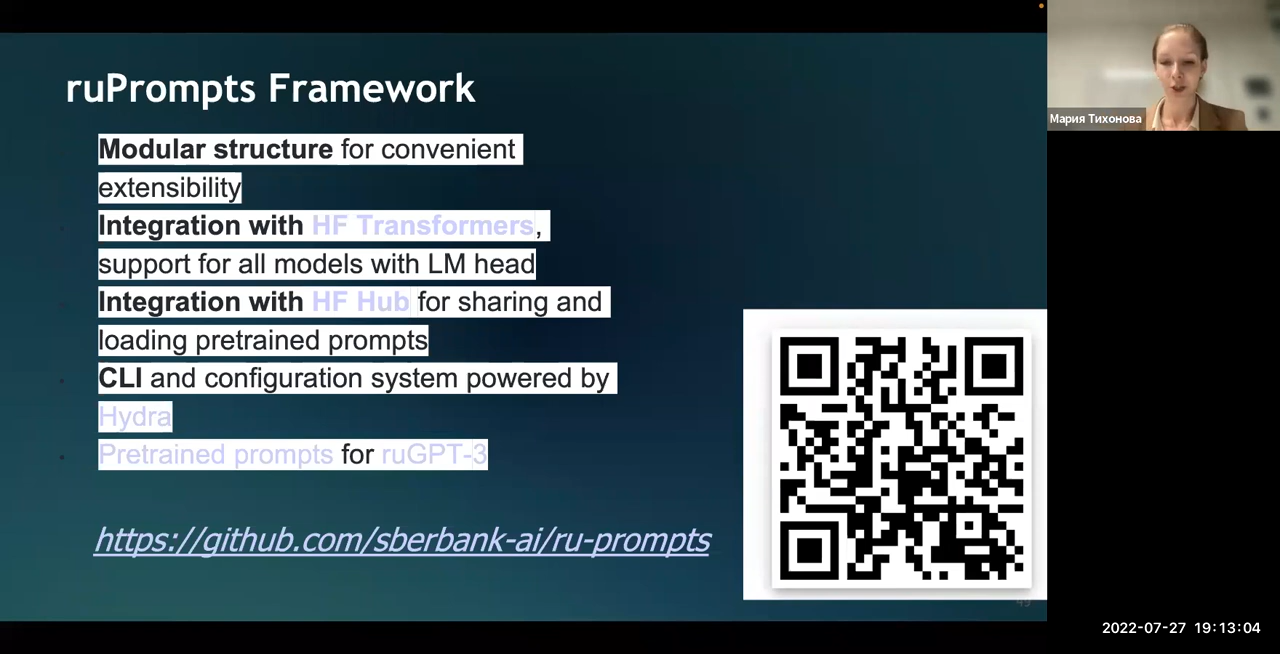 ruPrompts Framework
Modular structure for convenient
extensibility
Integration with HF Transformers,
support for all models with LM head
Integration with HF Hub for sharing and
loading pretrained prompts
CLI and configuration system powered by
Hydra
Pretrained prompts for ruGPT-3
https://github.com/sberbank-ai/ru-prompts
49
Мария Тихонова
2022-07-27 19:13:04